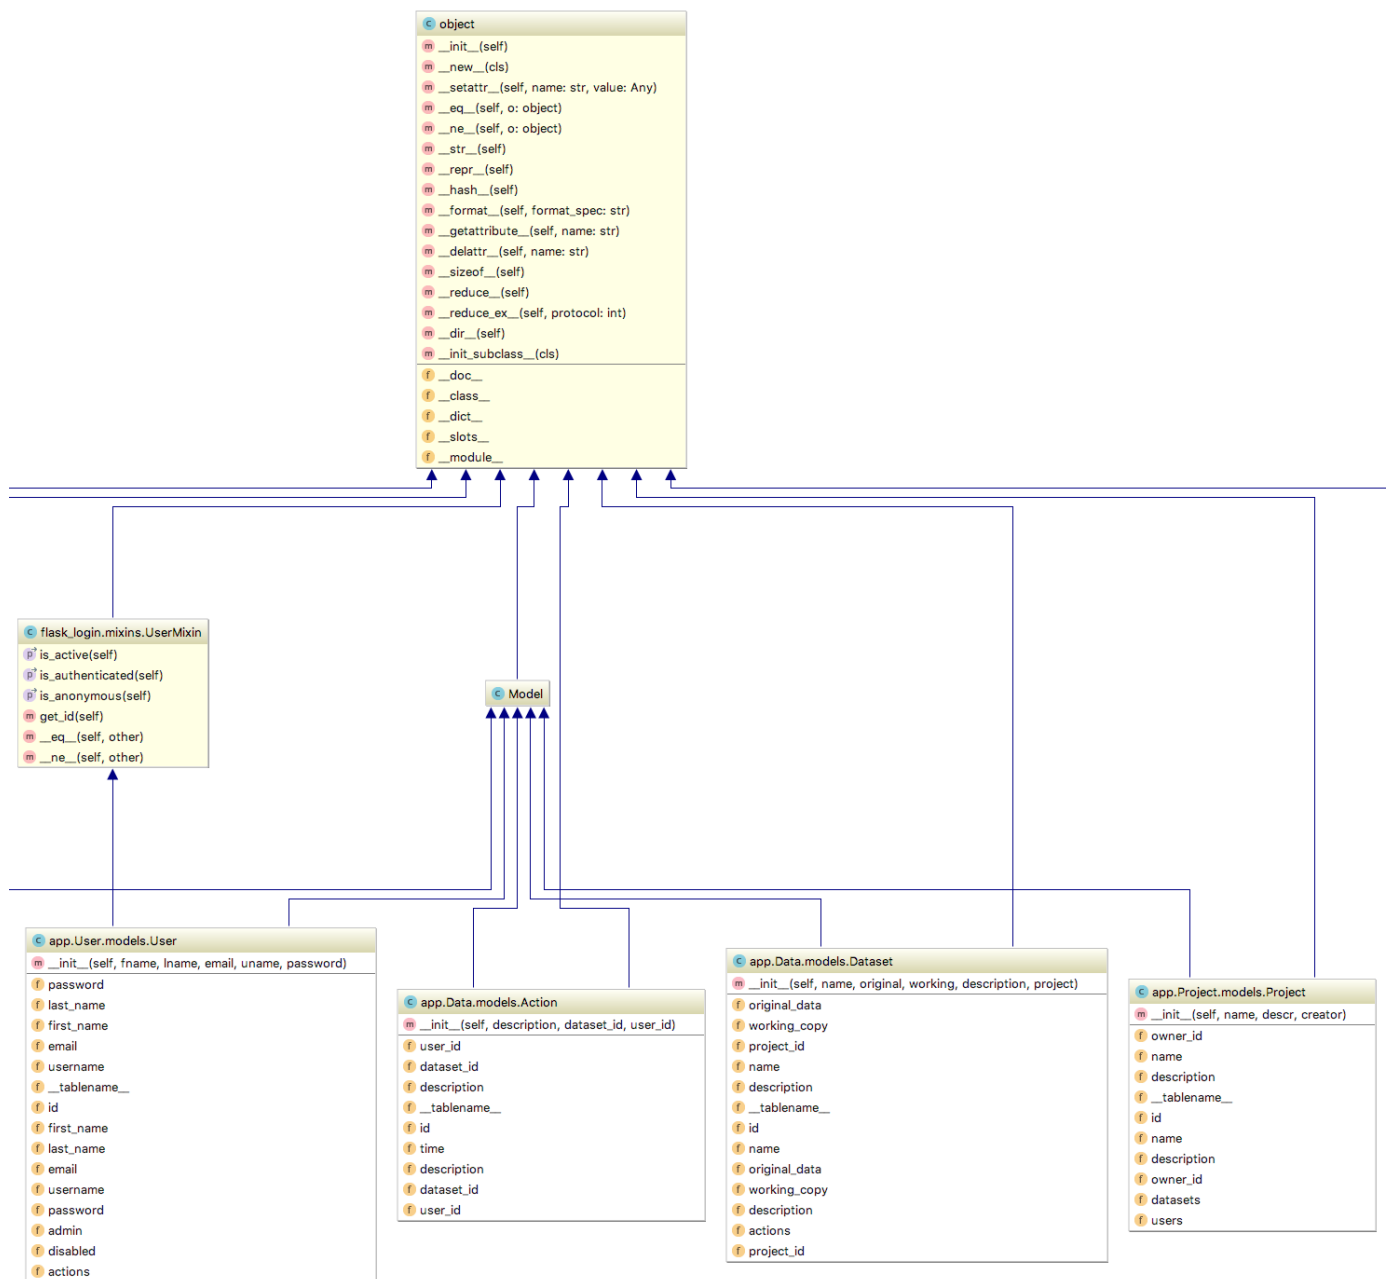 object
__init__(self)
__new__(cls)
__setattr__(self, name: str, value: Any)
__eq__(self, o: object)
__ne__(self, o: object)
__str__(self)
__repr__(self)
__hash__(self)
__format__(self, format_spec: str)
__getattribute__(self, name: str)
__delattr__(self, name: str)
__sizeof__(self)
__reduce__(self)
__reduce_ex__(self, protocol: int)
__dir__(self)
__init_subclass__(cls)
__doc__
__class__
__dict__
__slots__
__module__
flask_login.mixins.UserMixin
is_active(self)
is_authenticated(self)
is_anonymous(self)
get_id(self)
__eq__(self, other)
__ne__(self, other)
Model
app.User.models.User
__init__(self, fname, lname, email, uname, password)
password
last_name
first_name
email
username
__tablename__
id
first_name
last_name
email
username
password
admin
disabled
actions
app.Data.models.Action
__init__(self, description, dataset_id, user_id)
user_id
dataset_id
description
__tablename__
id
time
description
dataset_id
user_id
app.Data.models.Dataset
__init__(self, name, original, working, description, project)
original_data
working_copy
project_id
name
description
__tablename__
id
name
original_data
working_copy
description
actions
project_id
app.Project.models.Project
__init__(self, name, descr, creator)
owner_id
name
description
__tablename__
id
name
description
owner_id
datasets
users